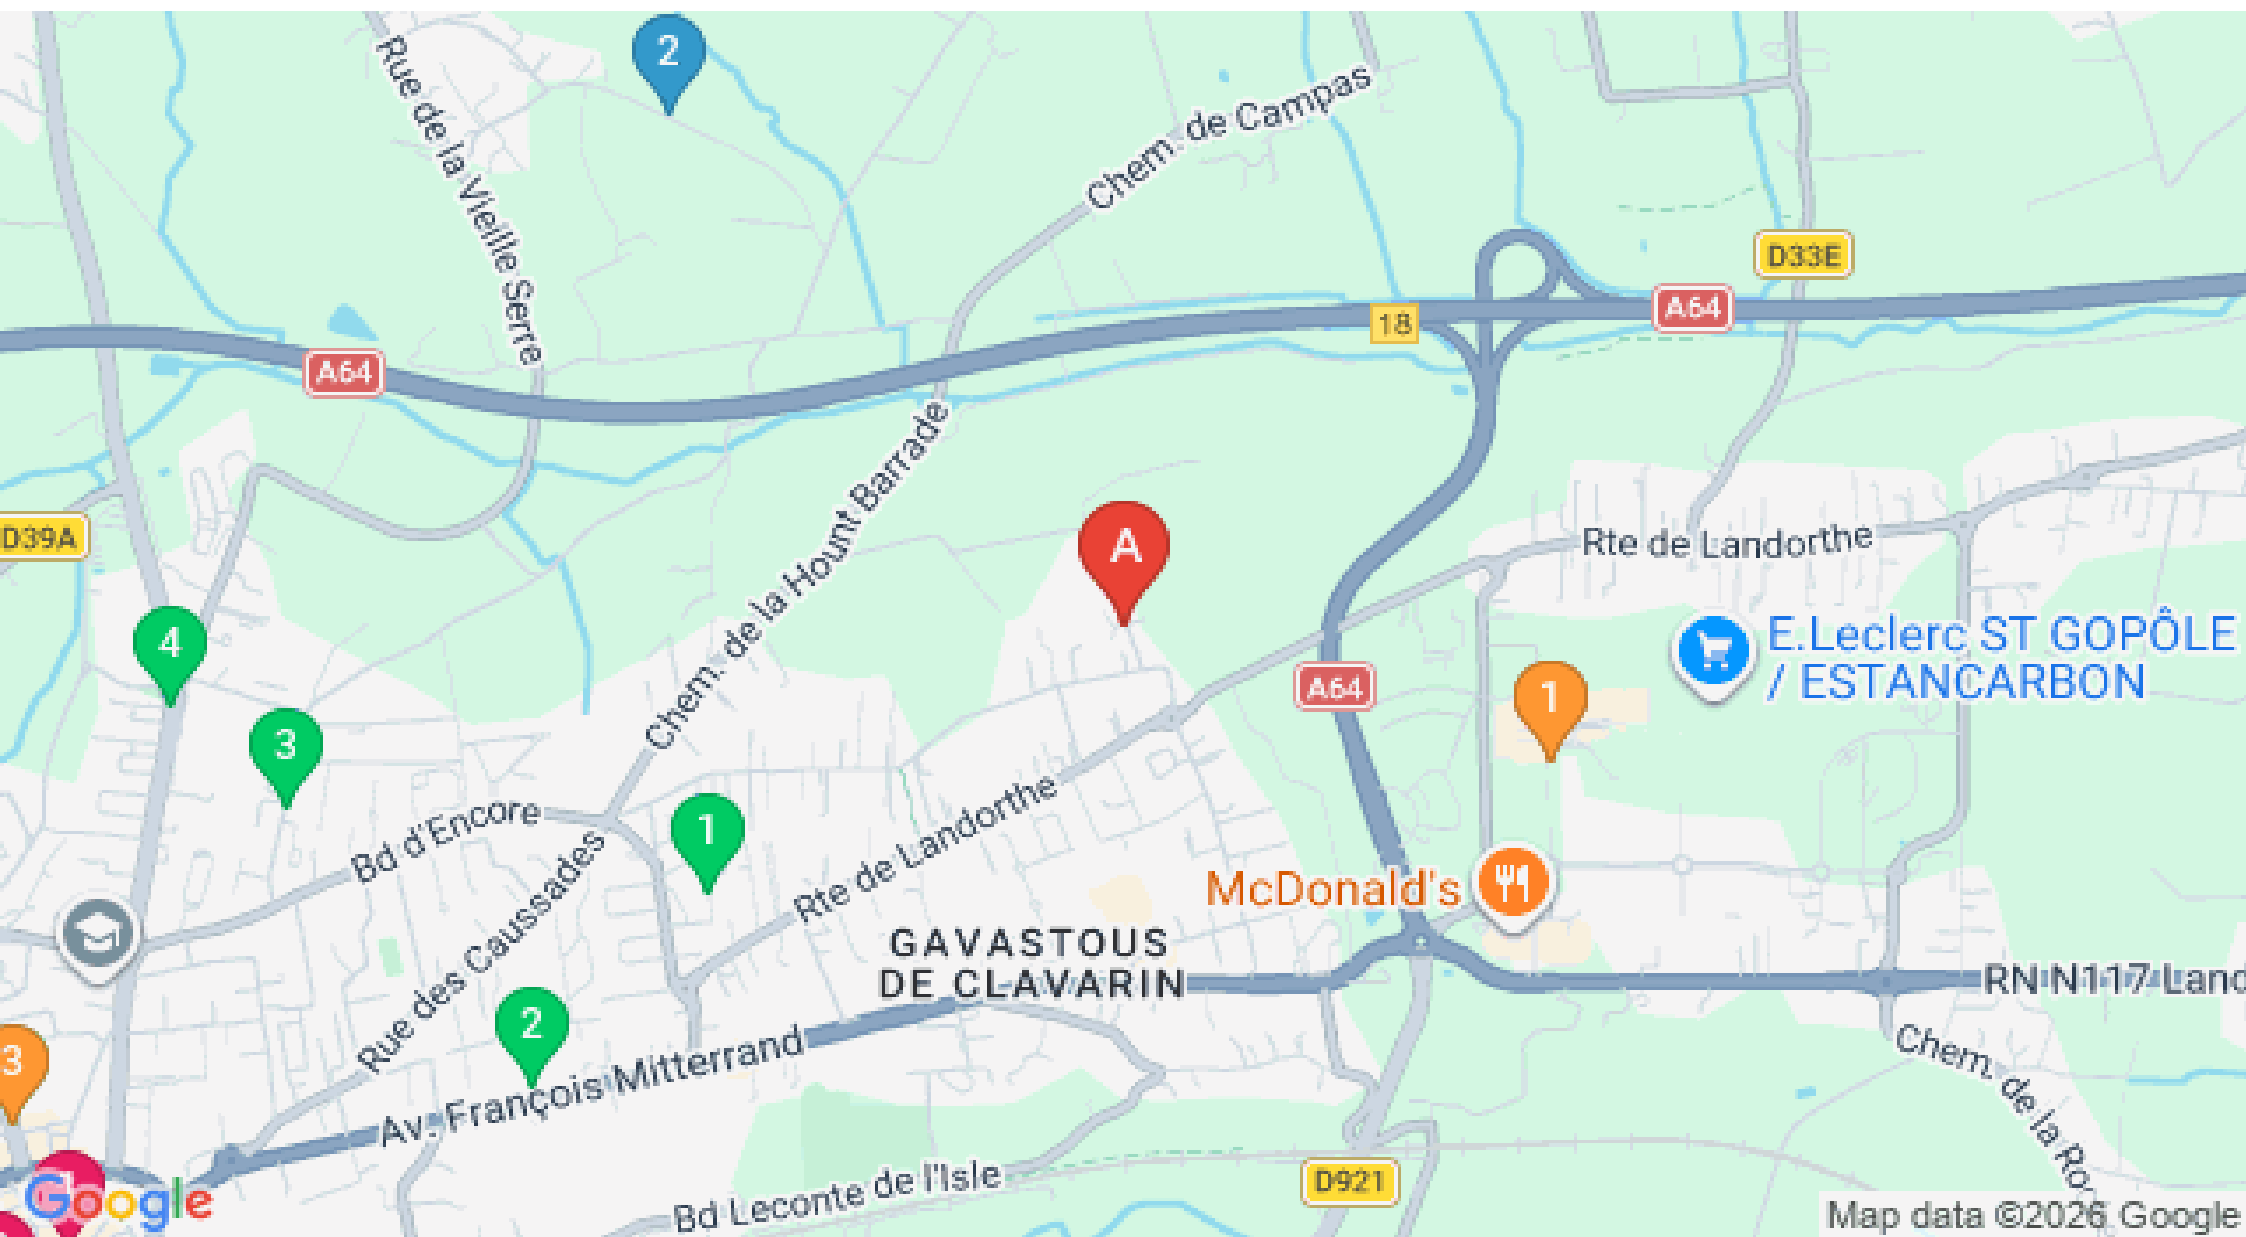 2
Rue de la Vieille Serre
Chem. de Campas
D33E
A64
18
A64
D39A
Chem. de la Hount Barrade
A
Rte de Landorthe
4
E.Leclerc ST GOPÔLE
/ ESTANCARBON
A64
1
3
1
Bd d'Encore
Rte de Landorthe
McDonald's
Rue des Caussades
GAVASTOUS
DE CLAVARIN
RN N117 Land
2
3
Av. François Mitterrand
Chem. de la Ro
Bd Leconte de l'Isle
D921
Google
Map data ©2026 Google